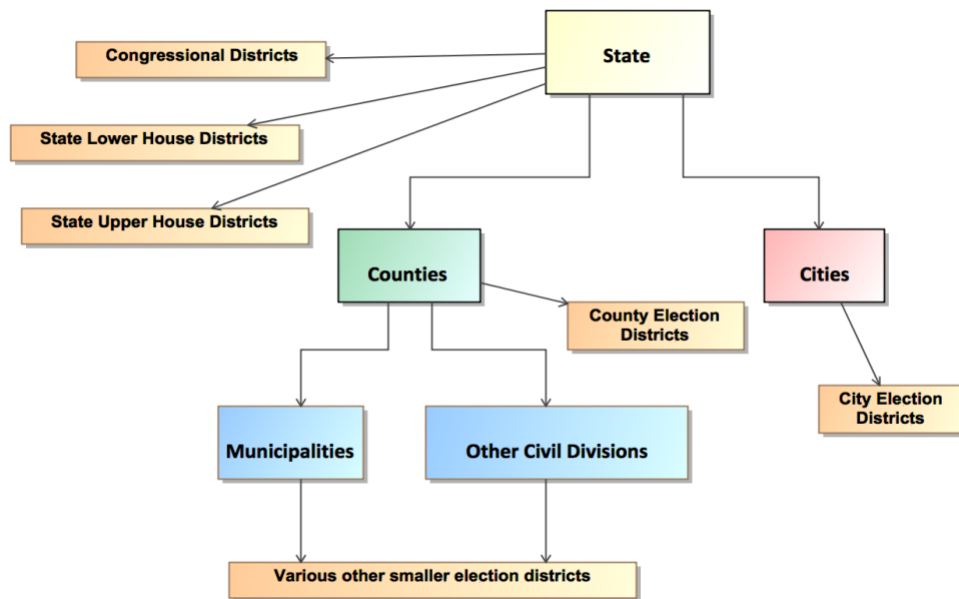 State
Congressional Districts
State Lower House Districts
State Upper House Districts
Counties
Cities
County Election
Districts
City Election
Districts
Municipalities
Other Civil Divisions
Various other smaller election districts